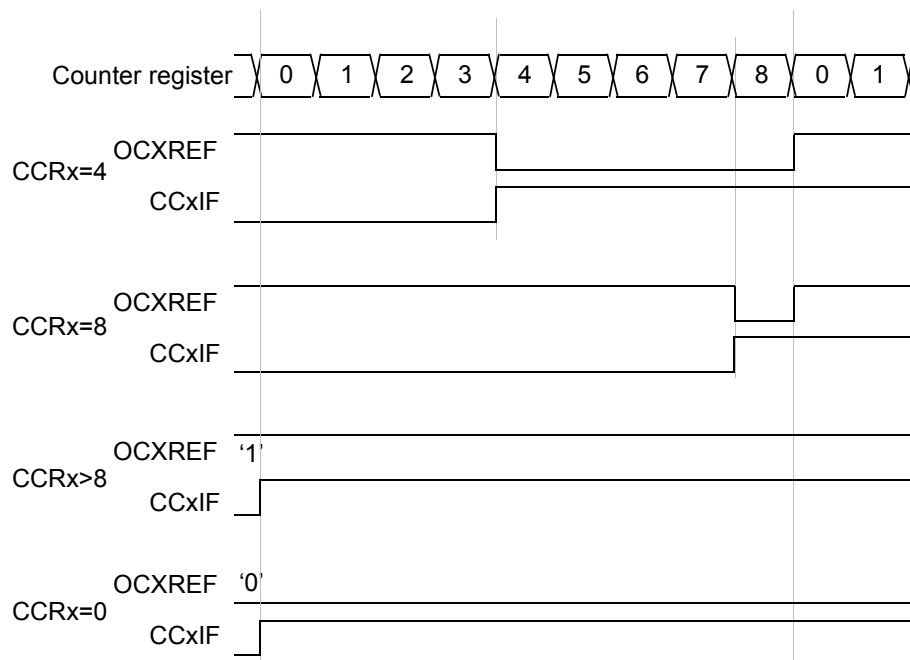 Counter register 0 1 2 3 4 5 6 7 8 0 1
OCXREF
CCRx=4
CCxIF
OCXREF
CCRx=8
CCxIF
OCXREF ‘1’
CCRx>8
CCxIF
OCXREF ‘0’
CCRx=0
CCxIF